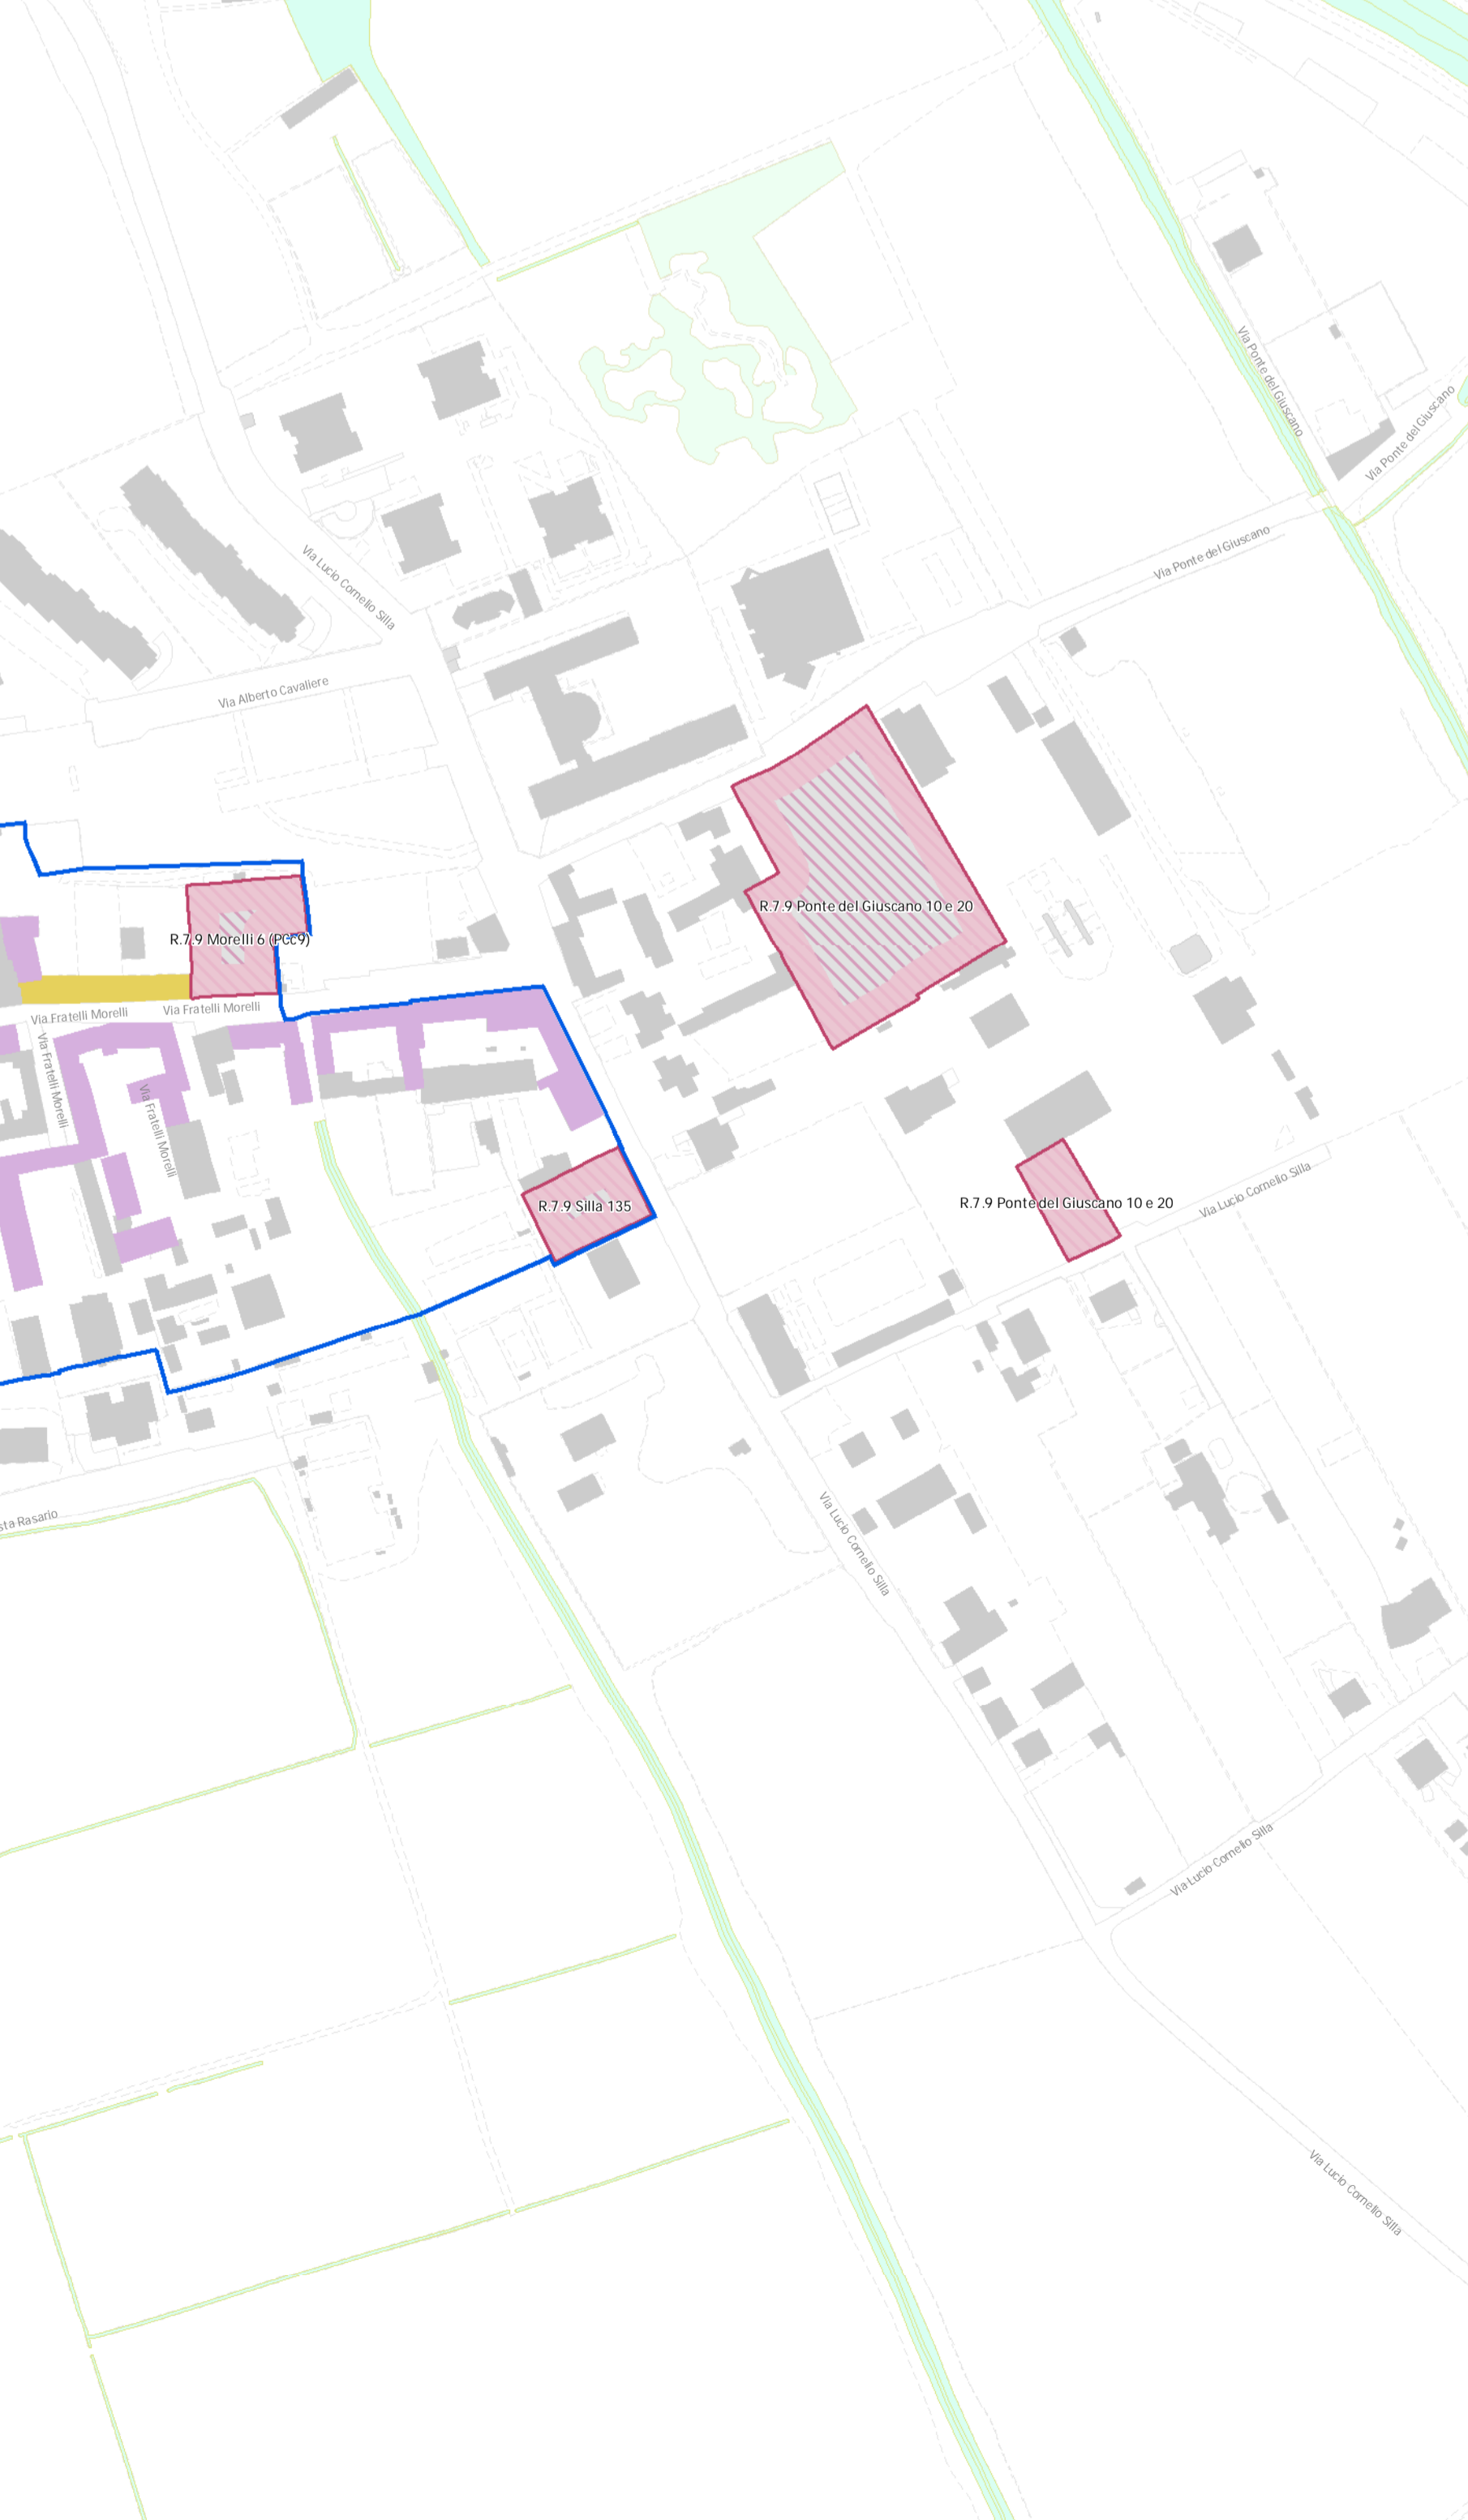 Via Ponte del Giuscano
Via Ponte del Giuscano
Via Ponte del Giuscano
Via Lucio Cornelio Silla
Via Alberto Cavaliere
R.7.9 Ponte del Giuscano 10 e 20
R.7.9 Morelli 6 (PCc9)
Via Fratelli Morelli
Via Fratelli Morelli
Via Fratelli Morelli
Via Fratelli Morelli
R.7.9 Silla 135
R.7.9 Ponte del Giuscano 10 e 20
Via Lucio Cornelio Silla
sta Rasario
Via Lucio Cornelio Silla
Via Lucio Cornelio Silla
Via Lucio Cornelio Silla